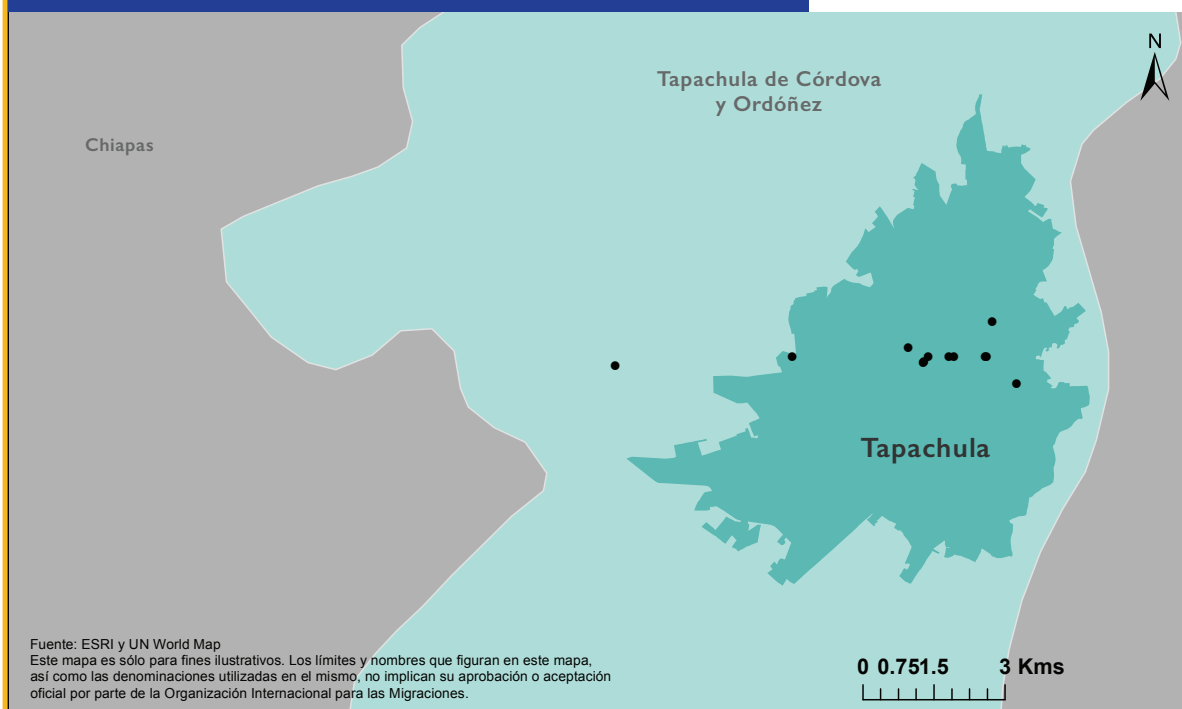 N
Tapachula de Córdova
y Ordóñez
Chiapas
Tapachula
Fuente: ESRI y UN World Map
Este mapa es sólo para fines ilustrativos. Los límites y nombres que figuran en este mapa,
así como las denominaciones utilizadas en el mismo, no implican su aprobación o aceptación
oficial por parte de la Organización Internacional para las Migraciones.
0 0.751.5 3 Kms